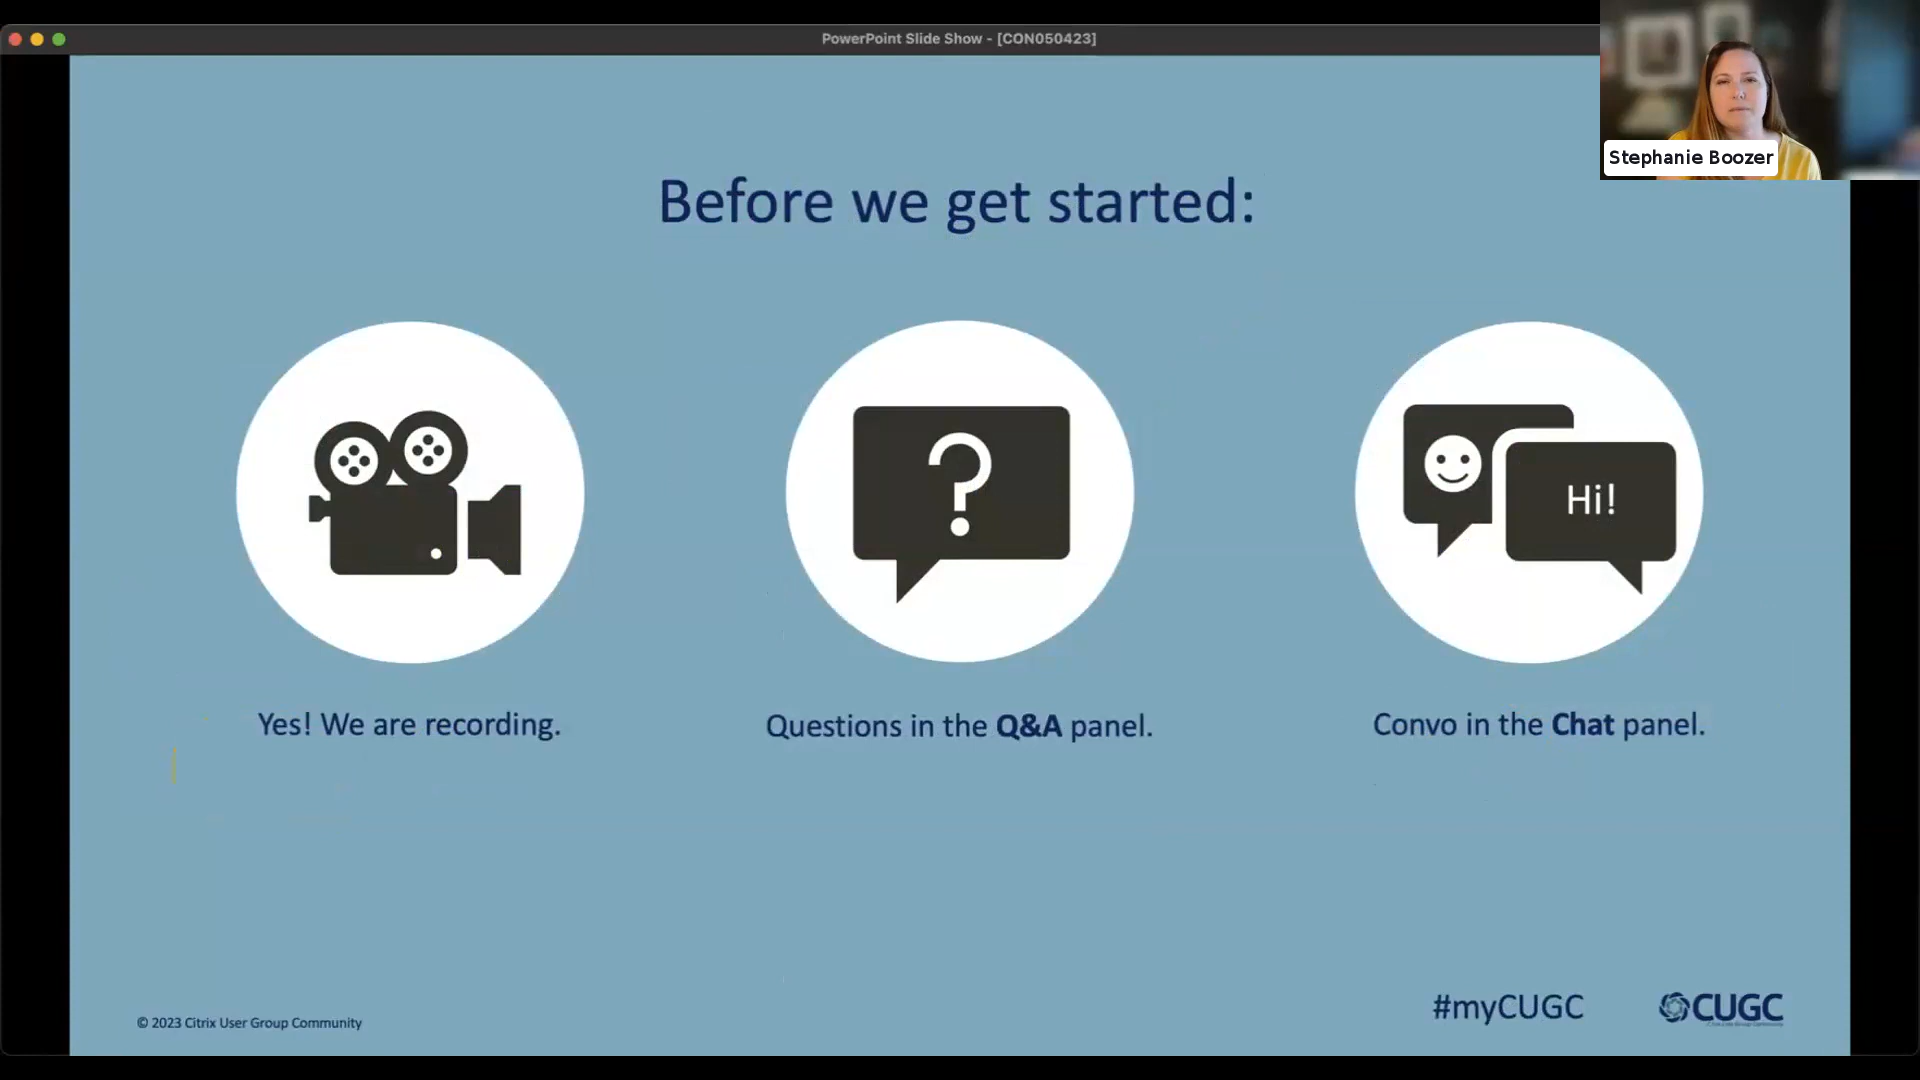 PowerPoint Slide Show - [CON050423]
Stephanie Boozer
Before we get started:
Hi!
Yes! We are recording.
Questions in the Q&A panel.
Convo in the Chat panel.
© 2023 Citrix User Group Community
#myCUGC
CUGC